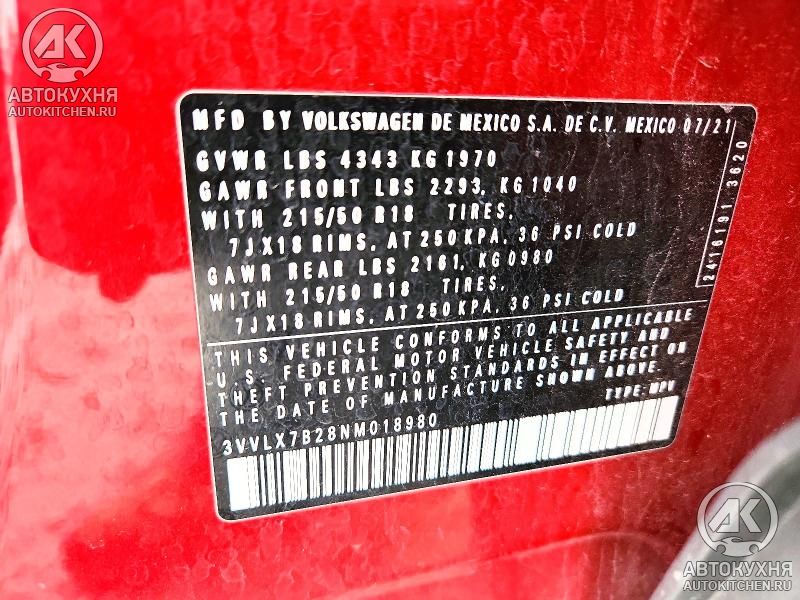 AK
АВТОКУХНЯ
AUTOKITCHEN.RU
MFD BY VOLKSWAGEN DE MEXICO S.A. DE C.V. MEXICO 07/21
GVWR LBS 4343 KG 1970
GAWR FRONT LBS 2293, KG 1040
WITH 215/50 R18 TIRES,
7JX18 RIMS, AT 250 KPA, 36 PSI COLD
GAWR REAR LBS 2161, KG 0980
WITH 215/50 R18 TIRES,
7JX18 RIMS, AT 250 KPA, 36 PSI COLD
2416191 3620
THIS VEHICLE CONFORMS TO ALL APPLICABLE
U.S. FEDERAL MOTOR VEHICLE SAFETY AND
THEFT PREVENTION STANDARDS IN EFFECT ON
THE DATE OF MANUFACTURE SHOWN ABOVE.
3VVLX7B28NM018980 TYPE: MPV
AK
АВТОКУХНЯ
AUTOKITCHEN.RU